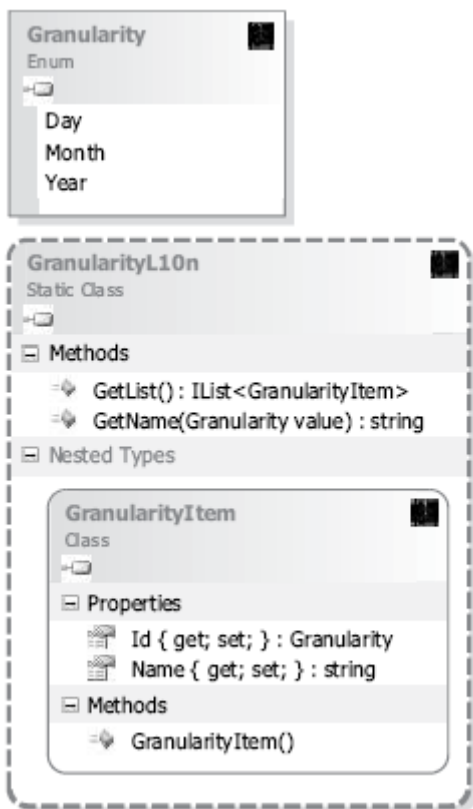 Granularity
Enum
Day
Month
Year
GranularityL10n
Static Class
Methods
GetList() : IList<GranularityItem>
GetName(Granularity value) : string
Nested Types
GranularityItem
Class
Properties
Id { get; set; } : Granularity
Name { get; set; } : string
Methods
GranularityItem()